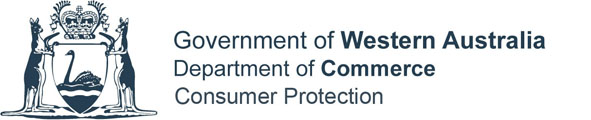 Government of Western Australia
Department of Commerce
Consumer Protection